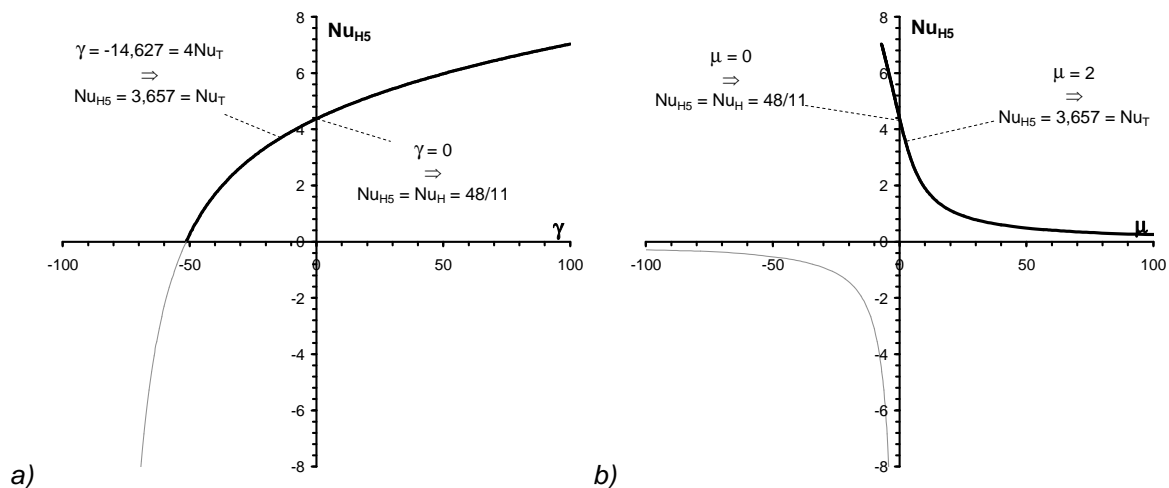 Nu_H5
γ = -14,627 = 4Nu_T
⇒
Nu_H5 = 3,657 = Nu_T
γ = 0
⇒
Nu_H5 = Nu_H = 48/11
γ
8
6
4
2
0
-2
-4
-6
-8
-100
-50
0
50
100
a)
Nu_H5
μ = 0
⇒
Nu_H5 = Nu_H = 48/11
μ = 2
⇒
Nu_H5 = 3,657 = Nu_T
μ
8
6
4
2
0
-2
-4
-6
-8
-100
-50
0
50
100
b)